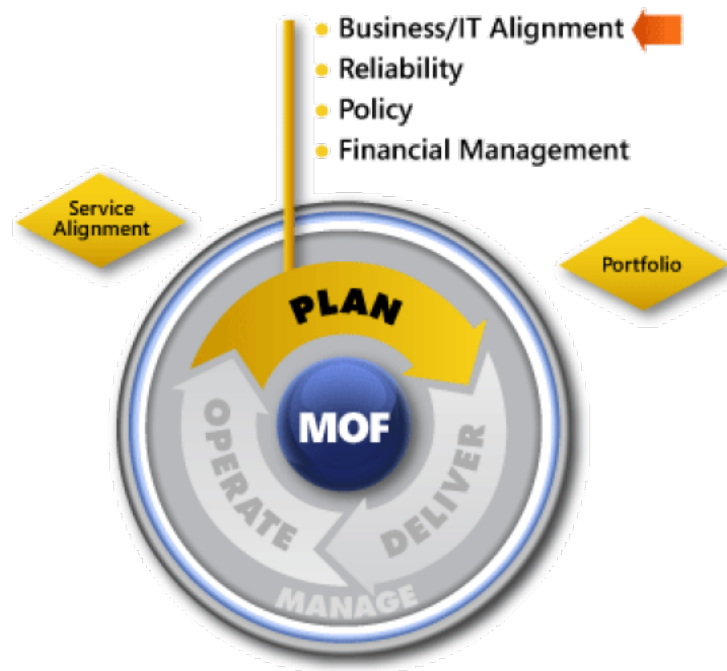 Business/IT Alignment
Reliability
Policy
Financial Management
Service
Alignment
Portfolio
PLAN
MOF
OPERATE
DELIVER
MANAGE